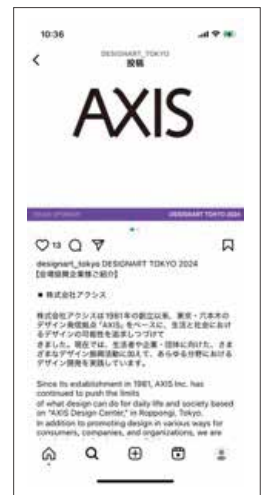 10:36
DESIGNART_TOKYO
投稿
AXIS
DESIGNART TOKYO 2024
13
designart_tokyo DESIGNART TOKYO 2024
【会場協賛企業様ご紹介】
■ 株式会社アクシス
株式会社アクシスは1981年の創立以来、東京・六本木の
デザイン発信拠点「AXIS」をベースに、生活と社会におけ
るデザインの可能性を追求しつづけて
きました。現在では、生活者や企業・団体に向けた、さま
ざまなデザイン振興活動に加えて、あらゆる分野における
デザイン開発を実践しています。
Since its establishment in 1981, AXIS Inc. has
continued to push the limits
of what design can do for daily life and society based
on "AXIS Design Center," in Roppongi, Tokyo.
In addition to promoting design in various ways for
consumers, companies, and organizations, we are